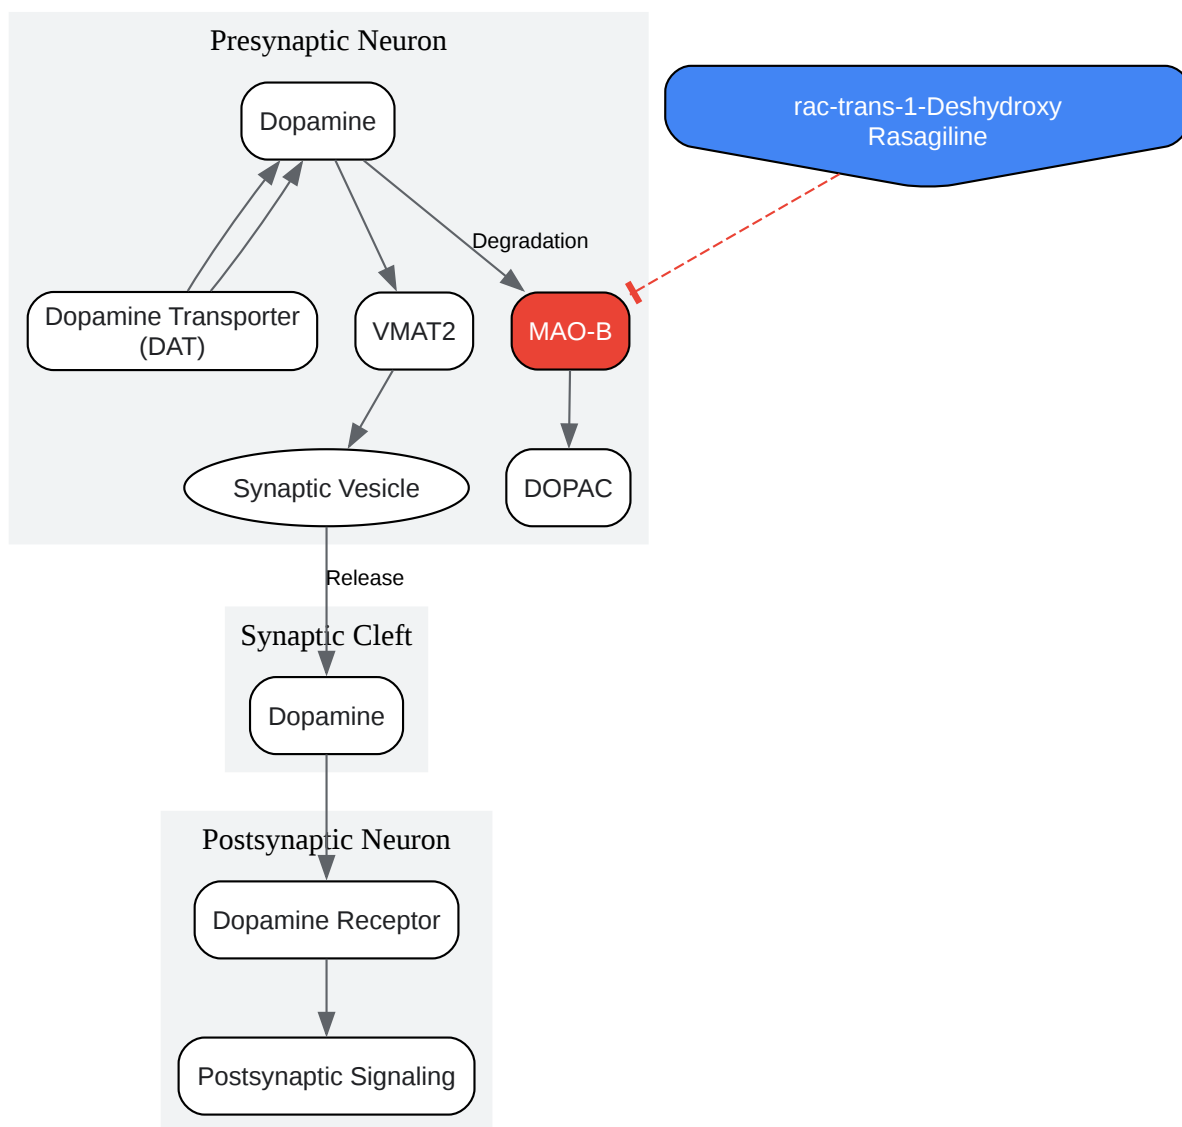 Presynaptic Neuron
Dopamine
rac-trans-1-Deshydroxy
Rasagiline
Degradation
Dopamine Transporter
(DAT)
VMAT2
MAO-B
Synaptic Vesicle
DOPAC
Release
Synaptic Cleft
Dopamine
Postsynaptic Neuron
Dopamine Receptor
Postsynaptic Signaling